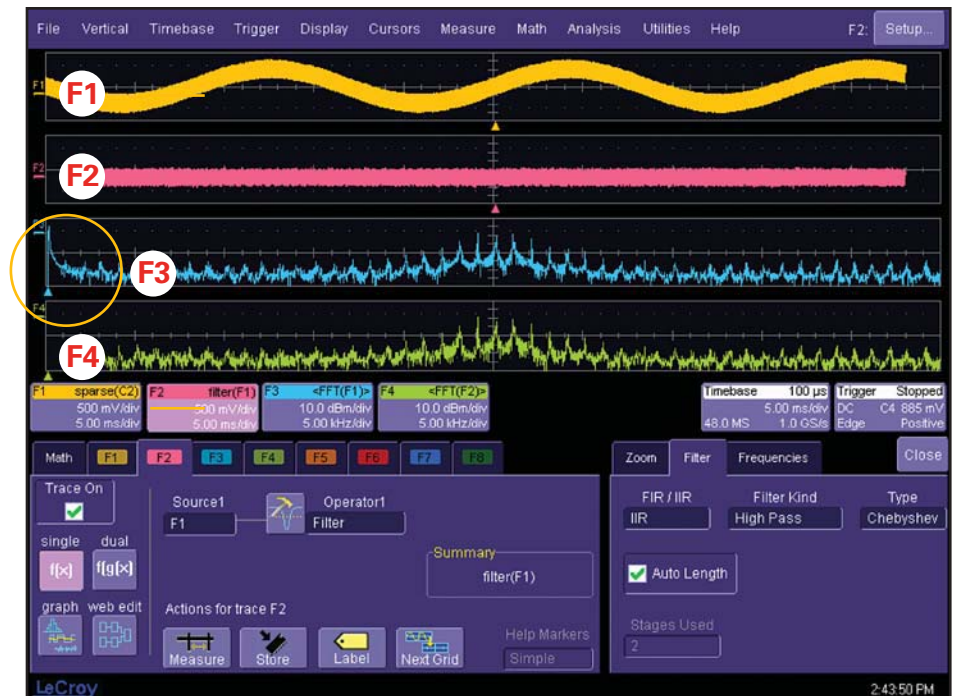 File Vertical Timebase Trigger Display Cursors Measure Math Analysis Utilities Help F2: Setup...
F1
F1
F2
F2
F3
F3
F4
F4
F1 sparse(C2) F2 filter(F1) F3 <FFT(F1)> F4 <FFT(F2)> Timebase 100 µs Trigger Stopped
500 mV/div 500 mV/div 10.0 dBm/div 10.0 dBm/div 5.00 ms/div DC C4 885 mV
5.00 ms/div 5.00 ms/div 5.00 kHz/div 5.00 kHz/div 48.0 MS 1.0 GS/s Edge Positive
Math F1 F2 F3 F4 F5 F6 F7 F8 Zoom Filter Frequencies Close
Trace On
Source1 Operator1
F1 Filter
FIR / IIR Filter Kind Type
IIR High Pass Chebyshev
single dual
f(x) f(g(x)
Summary
filter(F1)
Auto Length
graph web edit Actions for trace F2
Measure Store Label Next Grid
Help Markers
Simple
Stages Used
2
LeCroy 2:43:50 PM